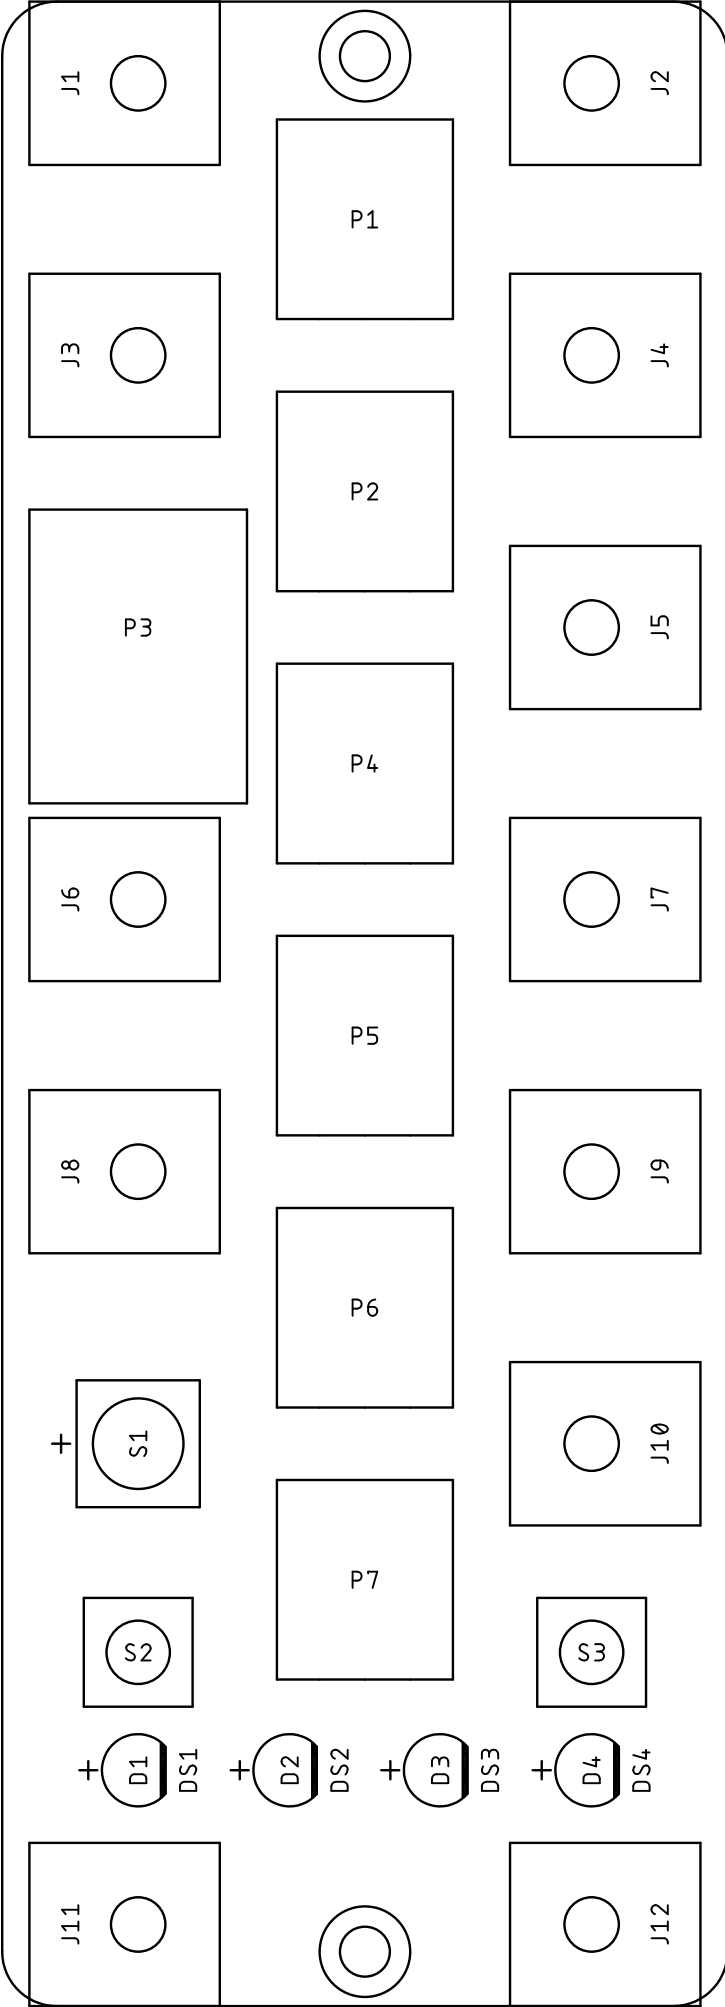 J1
J2
P1
J3
J4
P2
P3
J5
P4
J6
J7
P5
J8
J9
P6
+ S1
J10
P7
S2
S3
+ D1 DS1
+ D2 DS2
+ D3 DS3
+ D4 DS4
J11
J12